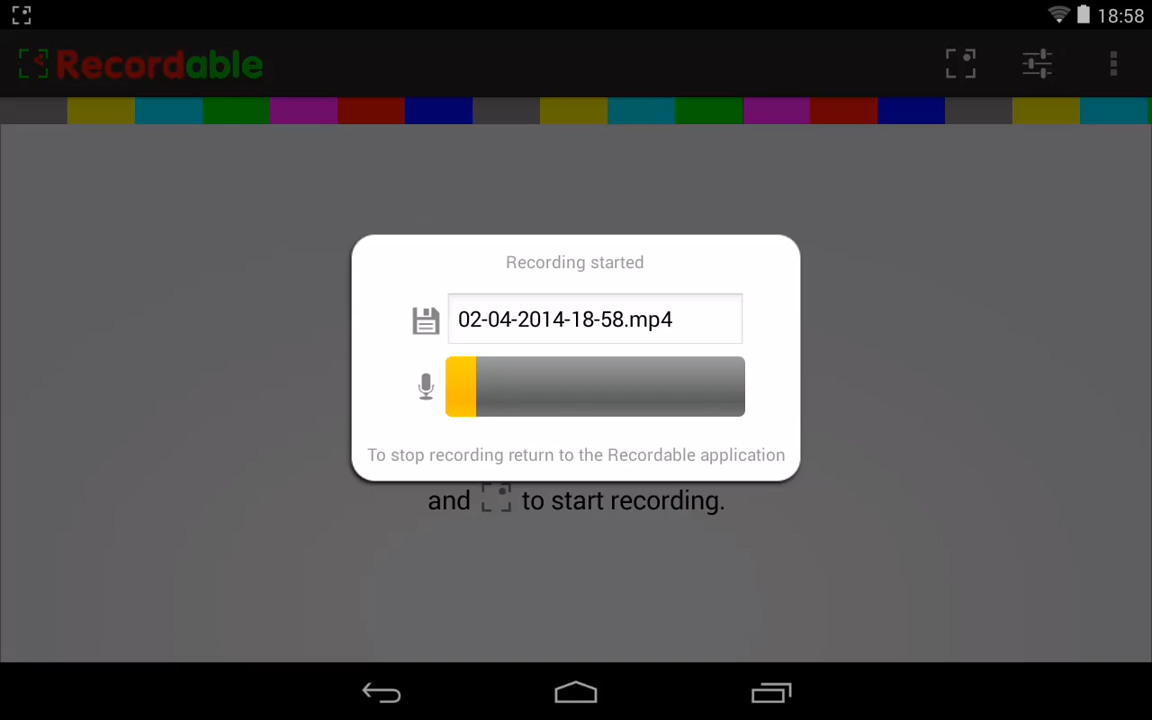 18:58
Recordable
Recording started
02-04-2014-18-58.mp4
To stop recording return to the Recordable application
and to start recording.